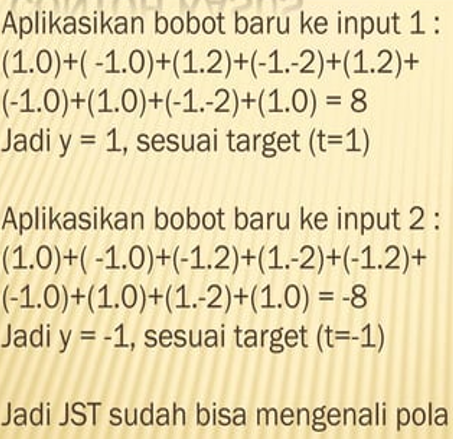 Aplikasikan bobot baru ke input 1 :
(1.0)+( -1.0)+(1.2)+(-1.-2)+(1.2)+
(-1.0)+(1.0)+(-1.-2)+(1.0) = 8
Jadi y = 1, sesuai target (t=1)
Aplikasikan bobot baru ke input 2 :
(1.0)+( -1.0)+(-1.2)+(1.-2)+(-1.2)+
(-1.0)+(1.0)+(1.-2)+(1.0) = -8
Jadi y = -1, sesuai target (t=-1)
Jadi JST sudah bisa mengenali pola